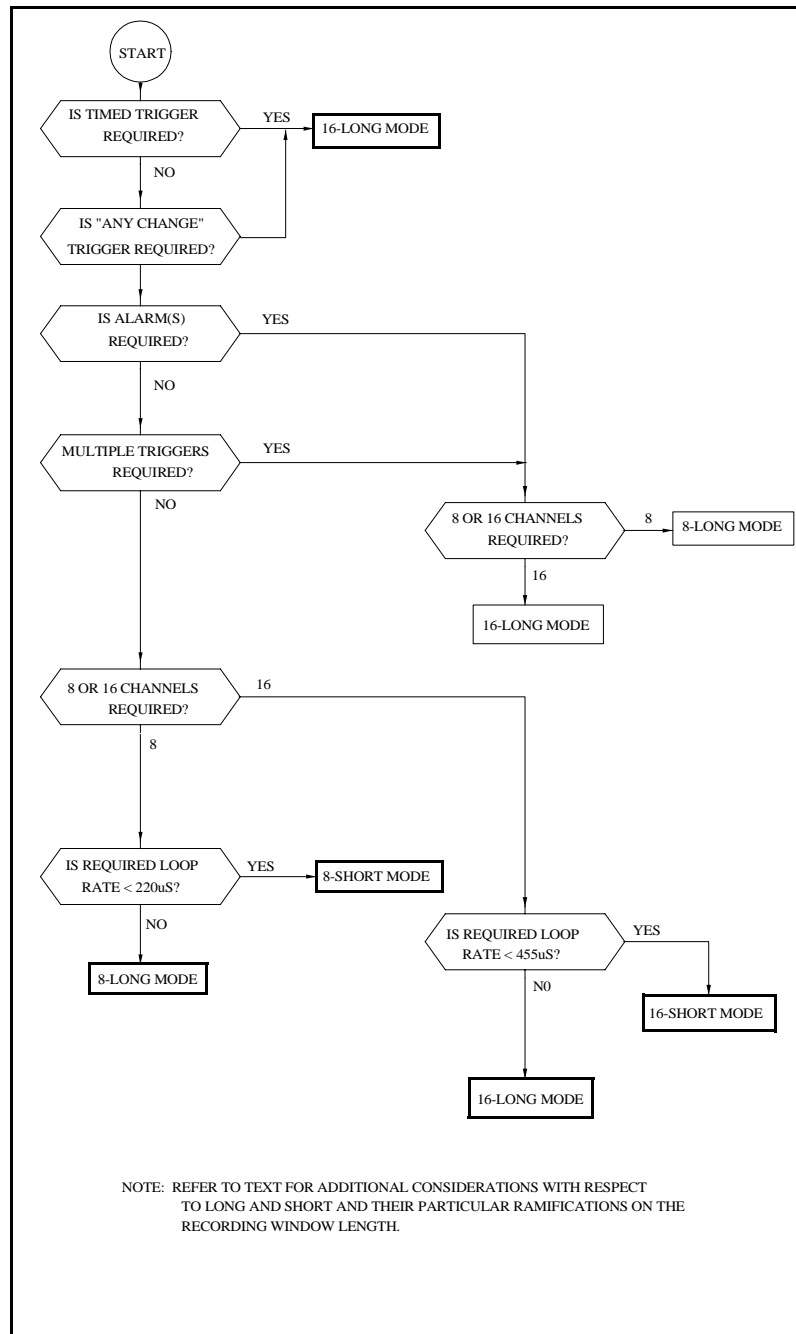 START
IS TIMED TRIGGER
REQUIRED?
YES
16-LONG MODE
NO
IS "ANY CHANGE"
TRIGGER REQUIRED?
IS ALARM(S)
REQUIRED?
YES
NO
MULTIPLE TRIGGERS
REQUIRED?
YES
NO
8 OR 16 CHANNELS
REQUIRED?
8
8-LONG MODE
16
16-LONG MODE
8 OR 16 CHANNELS
REQUIRED?
16
8
IS REQUIRED LOOP
RATE < 220uS?
YES
8-SHORT MODE
NO
8-LONG MODE
IS REQUIRED LOOP
RATE < 455uS?
YES
16-SHORT MODE
N0
16-LONG MODE
NOTE: REFER TO TEXT FOR ADDITIONAL CONSIDERATIONS WITH RESPECT
TO LONG AND SHORT AND THEIR PARTICULAR RAMIFICATIONS ON THE
RECORDING WINDOW LENGTH.